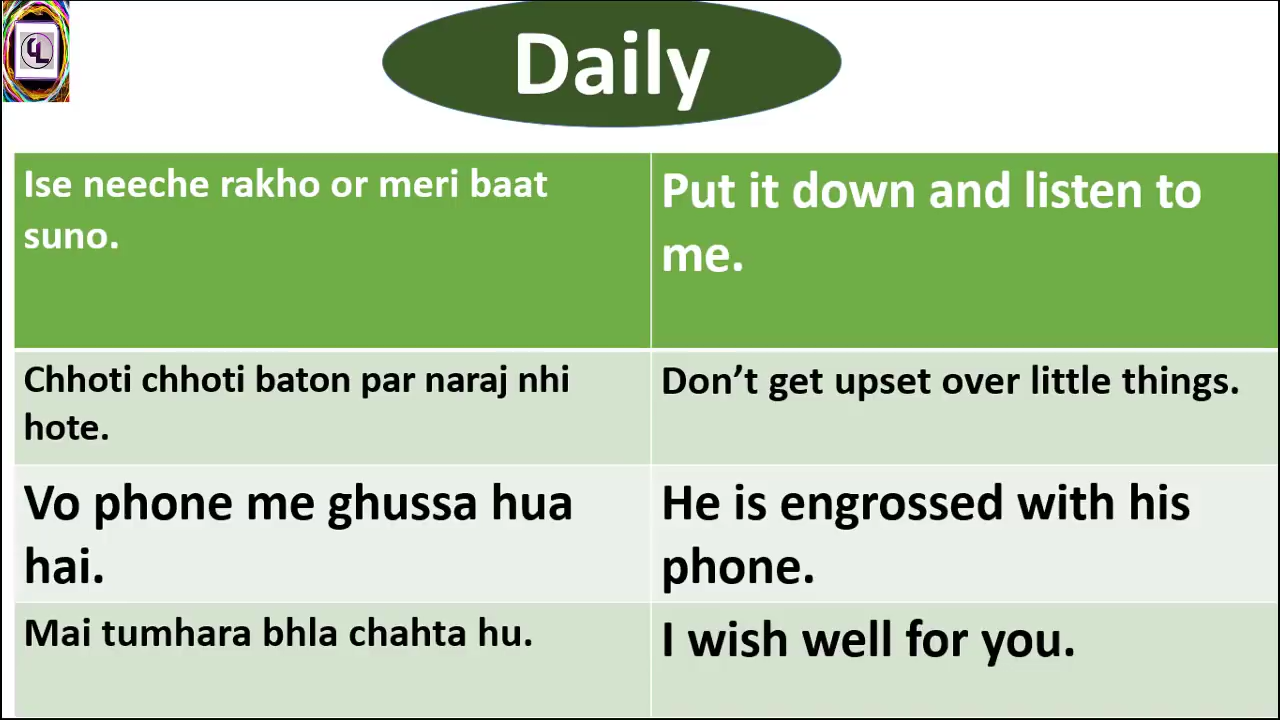 Daily
Ise neeche rakho or meri baat
suno.
Put it down and listen to
me.
Chhoti chhoti baton par naraj nhi
hote.
Don’t get upset over little things.
Vo phone me ghussa hua
hai.
He is engrossed with his
phone.
Mai tumhara bhla chahta hu.
I wish well for you.